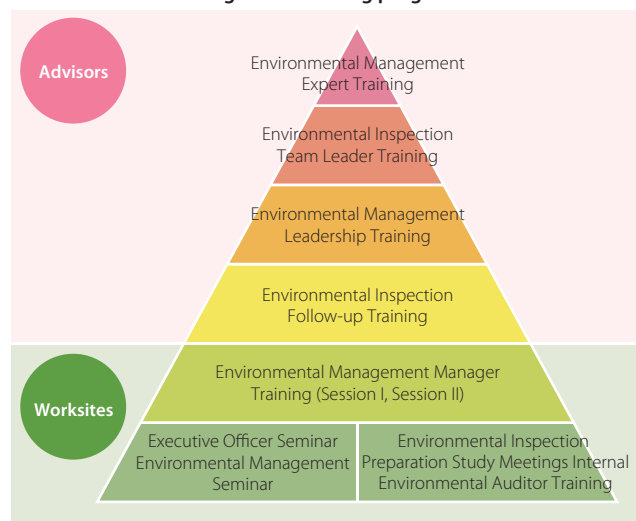 Advisors
Environmental Management
Expert Training
Environmental Inspection
Team Leader Training
Environmental Management
Leadership Training
Environmental Inspection
Follow-up Training
Worksites
Environmental Management Manager
Training (Session I, Session II)
Executive Officer Seminar
Environmental Management
Seminar
Environmental Inspection
Preparation Study Meetings Internal
Environmental Auditor Training